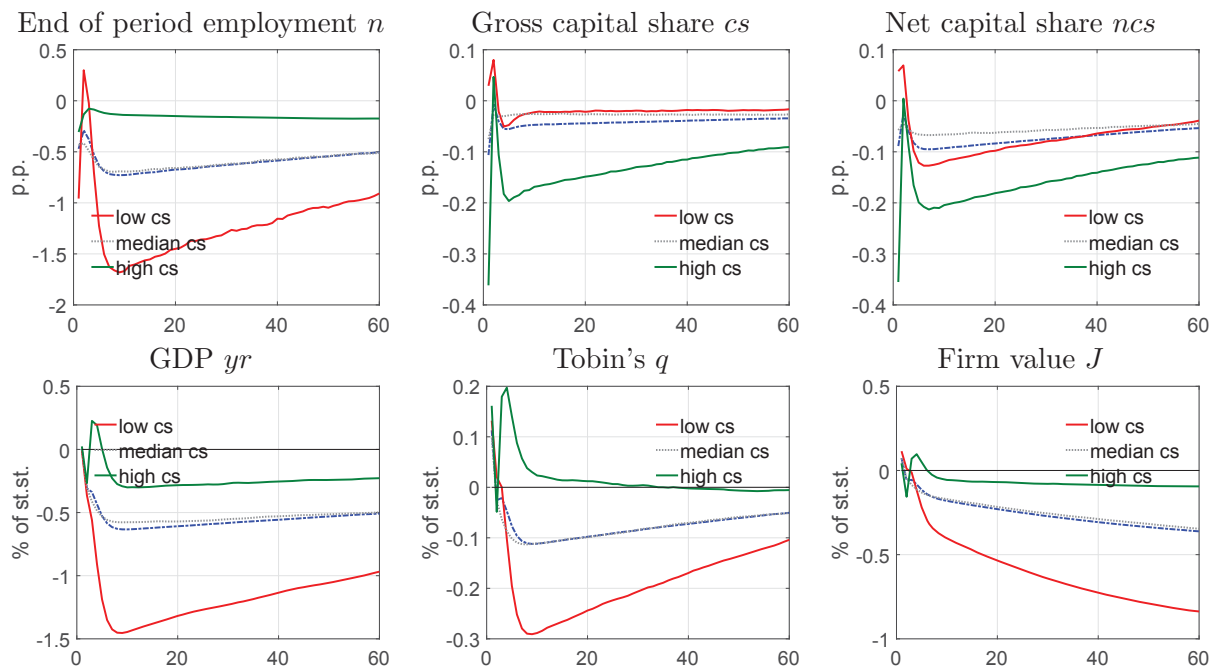 End of period employment n
Gross capital share cs
Net capital share ncs
0.5
0
-0.5
-1
-1.5
-2
p.p.
low cs
median cs
high cs
0
20
40
60
0.1
0
-0.1
-0.2
-0.3
-0.4
p.p.
low cs
median cs
high cs
0
20
40
60
0.1
0
-0.1
-0.2
-0.3
-0.4
p.p.
low cs
median cs
high cs
0
20
40
60
GDP yr
Tobin's q
Firm value J
0.5
0
-0.5
-1
-1.5
% of st.st.
low cs
median cs
high cs
0
20
40
60
0.2
0.1
0
-0.1
-0.2
-0.3
% of st.st.
low cs
median cs
high cs
0
20
40
60
0.5
0
-0.5
-1
% of st.st.
low cs
median cs
high cs
0
20
40
60